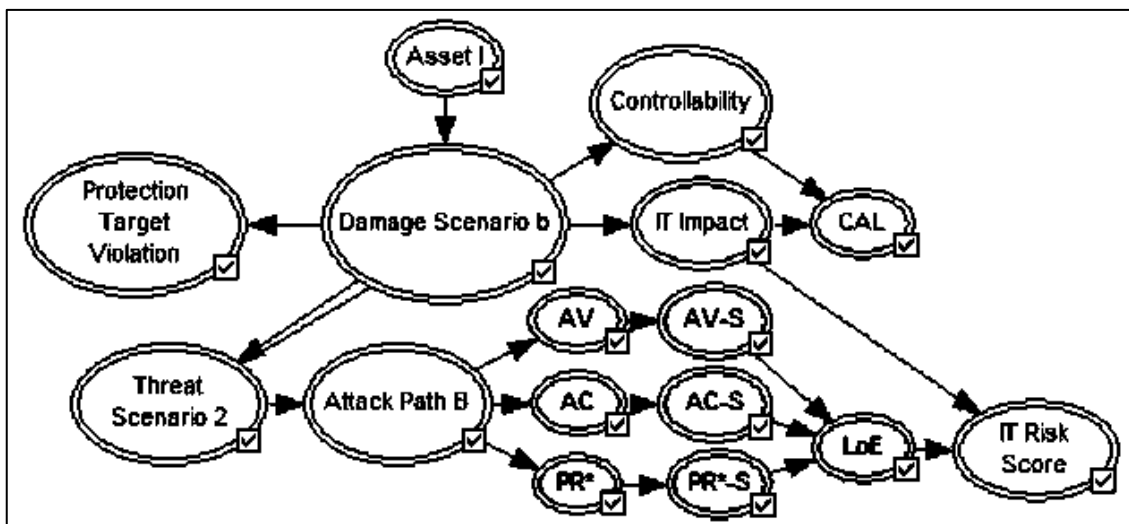 Asset I
Controllability
Protection
Target
Violation
Damage Scenario b
IT Impact
CAL
AV
AV-S
Threat
Scenario 2
Attack Path B
AC
AC-S
LoE
IT Risk
Score
PR*
PR*-S